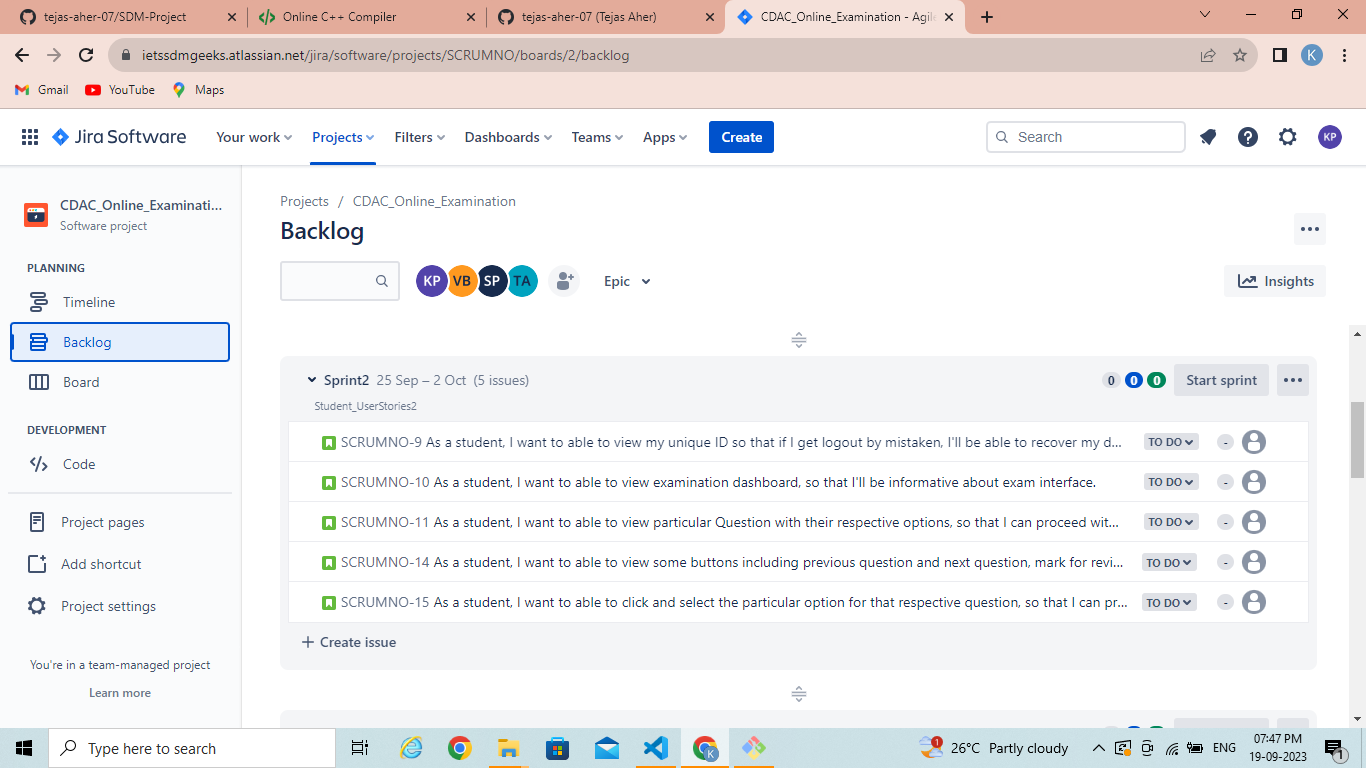 tejas-aher-07/SDM-Project
Online C++ Compiler
tejas-aher-07 (Tejas Aher)
CDAC_Online_Examination - Agile
ietssdmgeeks.atlassian.net/jira/software/projects/SCRUMNO/boards/2/backlog
K
Gmail YouTube Maps
Jira Software Your work Projects Filters Dashboards Teams Apps Create Search KP
CDAC_Online_Examinati...
Software project
PLANNING
Timeline
Backlog
Board
DEVELOPMENT
Code
Project pages
Add shortcut
Project settings
You're in a team-managed project
Learn more
Projects / CDAC_Online_Examination
Backlog
KP VB SP TA Epic Insights
Sprint2 25 Sep – 2 Oct (5 issues) 0 0 0 Start sprint
Student_UserStories2
SCRUMNO-9 As a student, I want to able to view my unique ID so that if I get logout by mistaken, I'll be able to recover my d... TO DO -
SCRUMNO-10 As a student, I want to able to view examination dashboard, so that I'll be informative about exam interface. TO DO -
SCRUMNO-11 As a student, I want to able to view particular Question with their respective options, so that I can proceed wit... TO DO -
SCRUMNO-14 As a student, I want to able to view some buttons including previous question and next question, mark for revi... TO DO -
SCRUMNO-15 As a student, I want to able to click and select the particular option for that respective question, so that I can pr... TO DO -
+ Create issue
Type here to search
K
1
26°C Partly cloudy
ENG
07:47 PM
19-09-2023
1